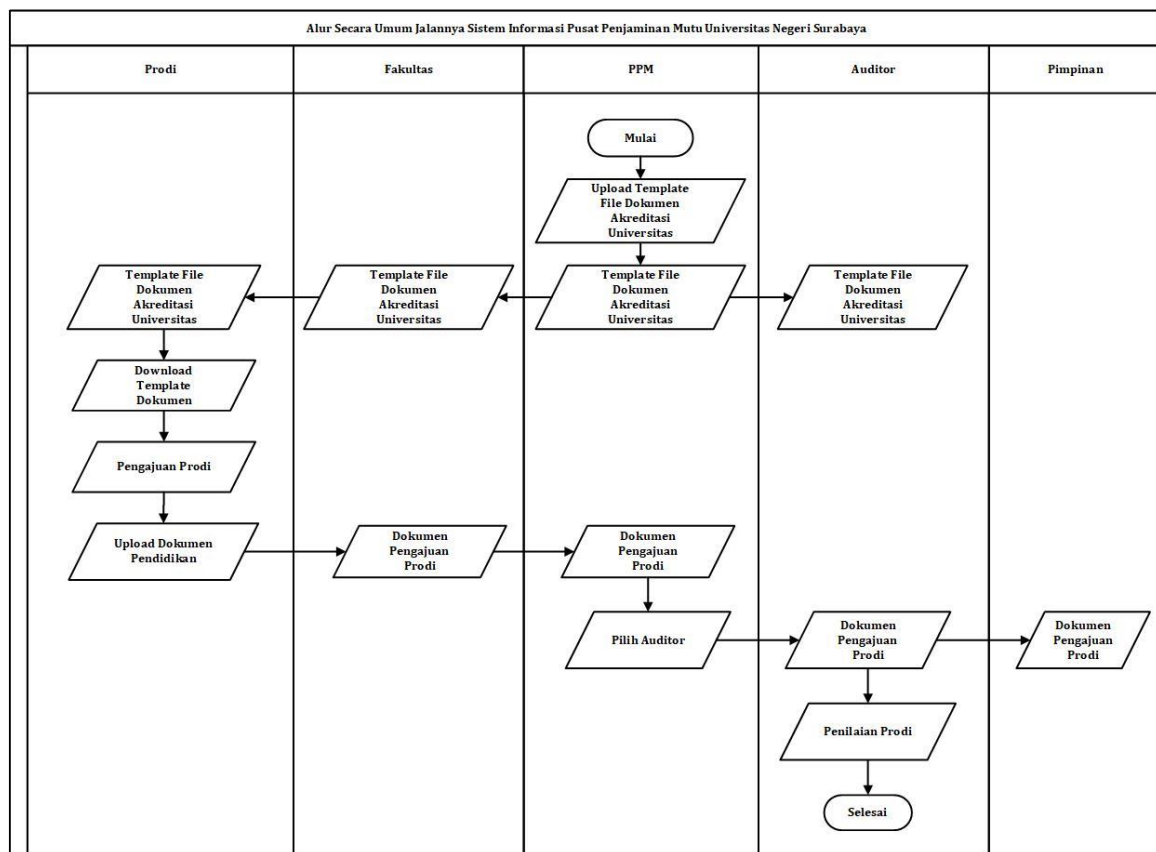 Alur Secara Umum Jalannya Sistem Informasi Pusat Penjaminan Mutu Universitas Negeri Surabaya
Prodi
Fakultas
PPM
Auditor
Pimpinan
Mulai
Upload Template
File Dokumen
Akreditasi
Universitas
Template File
Dokumen
Akreditasi
Universitas
Template File
Dokumen
Akreditasi
Universitas
Template File
Dokumen
Akreditasi
Universitas
Template File
Dokumen
Akreditasi
Universitas
Download
Template
Dokumen
Pengajuan Prodi
Upload Dokumen
Pendidikan
Dokumen
Pengajuan
Prodi
Dokumen
Pengajuan
Prodi
Pilih Auditor
Dokumen
Pengajuan
Prodi
Dokumen
Pengajuan
Prodi
Penilaian Prodi
Selesai